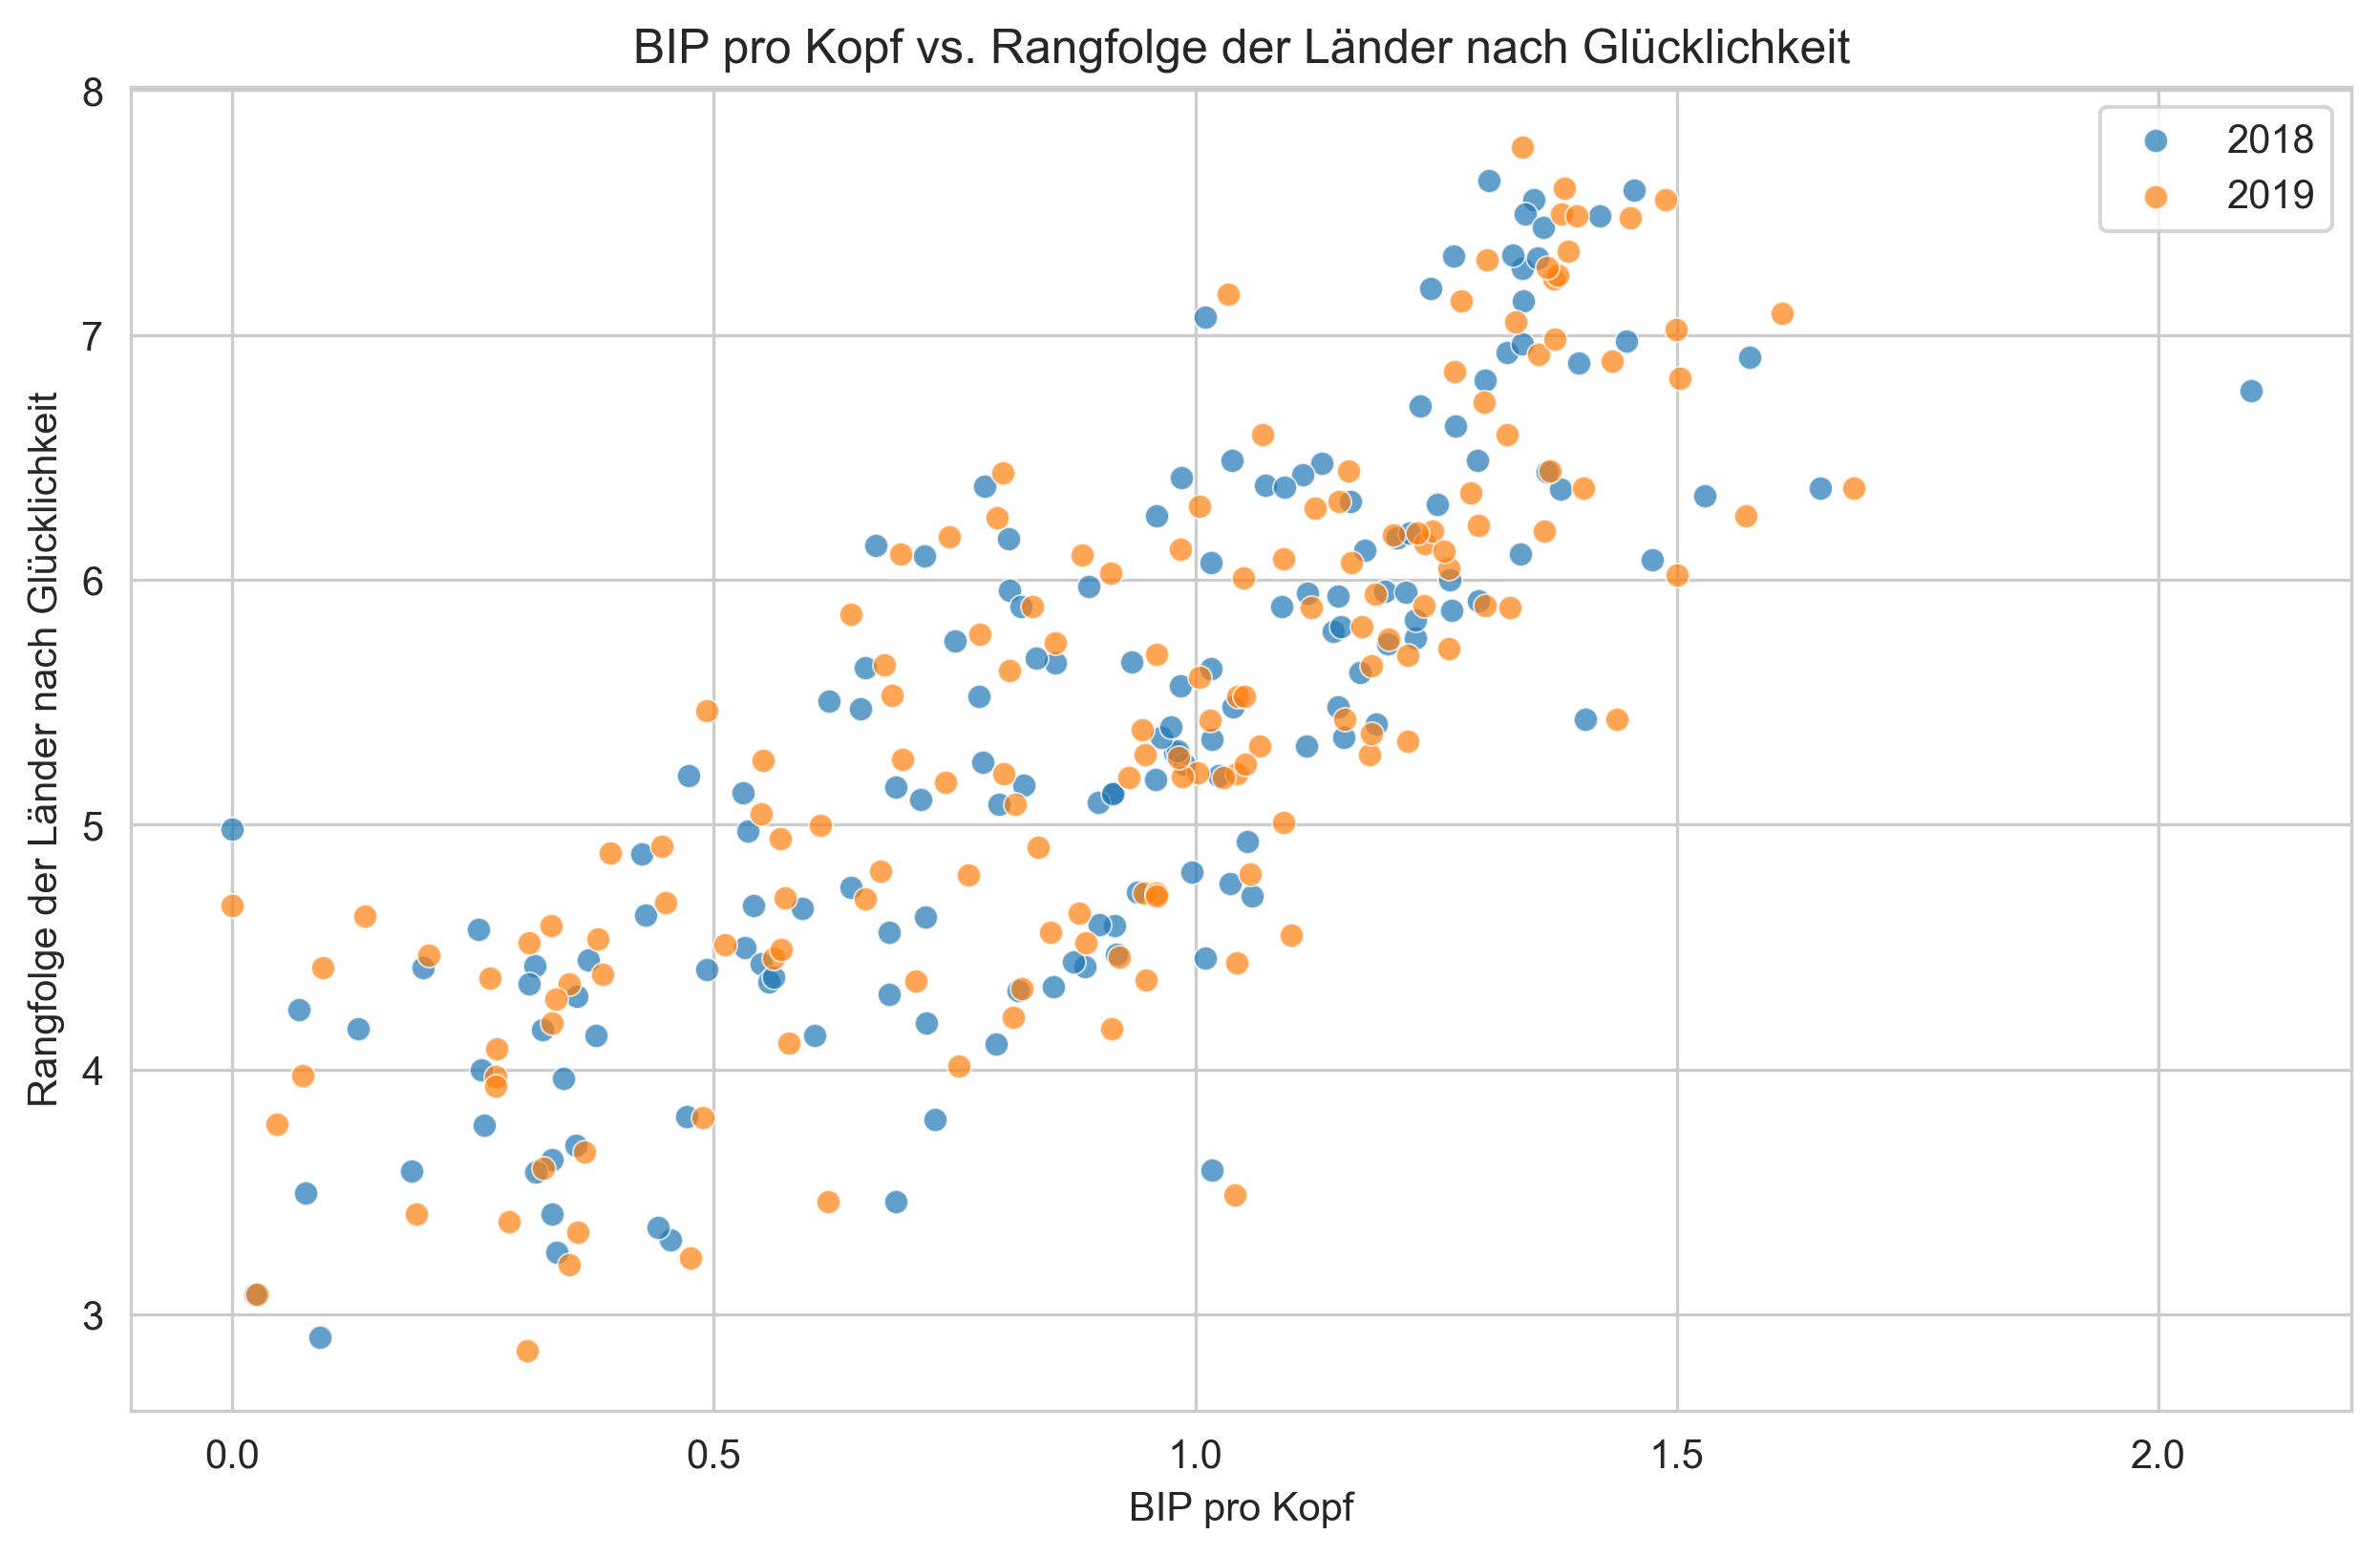 BIP pro Kopf vs. Rangfolge der Länder nach Glücklichkeit
2018
2019
Rangfolge der Länder nach Glücklichkeit
8
7
6
5
4
3
0.0 0.5 1.0 1.5 2.0
BIP pro Kopf